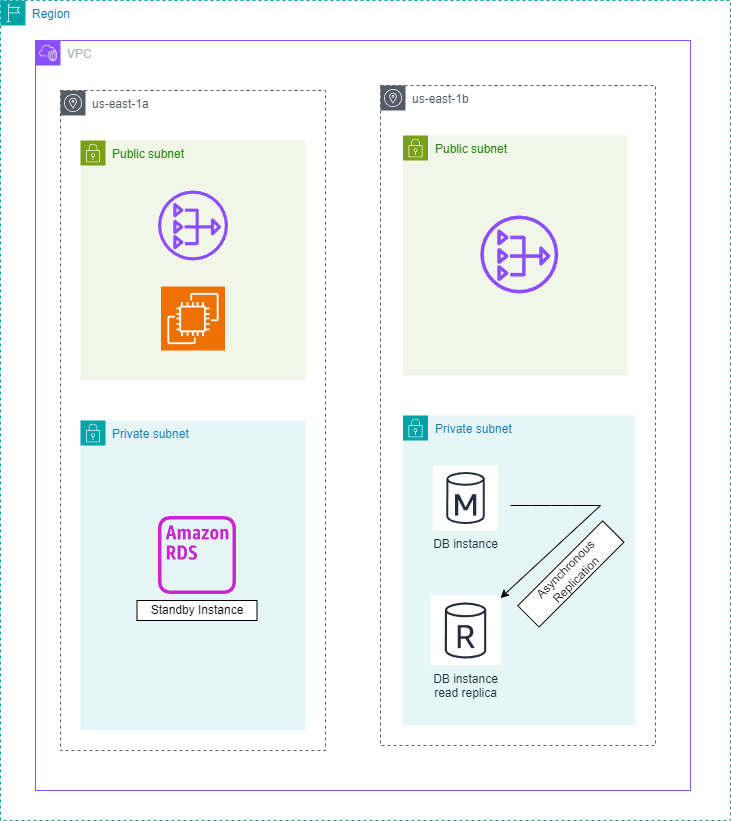 Region
VPC
us-east-1a
Public subnet
Private subnet
Amazon
RDS
Standby Instance
us-east-1b
Public subnet
Private subnet
M
DB instance
Asynchronous
Replication
R
DB instance
read replica